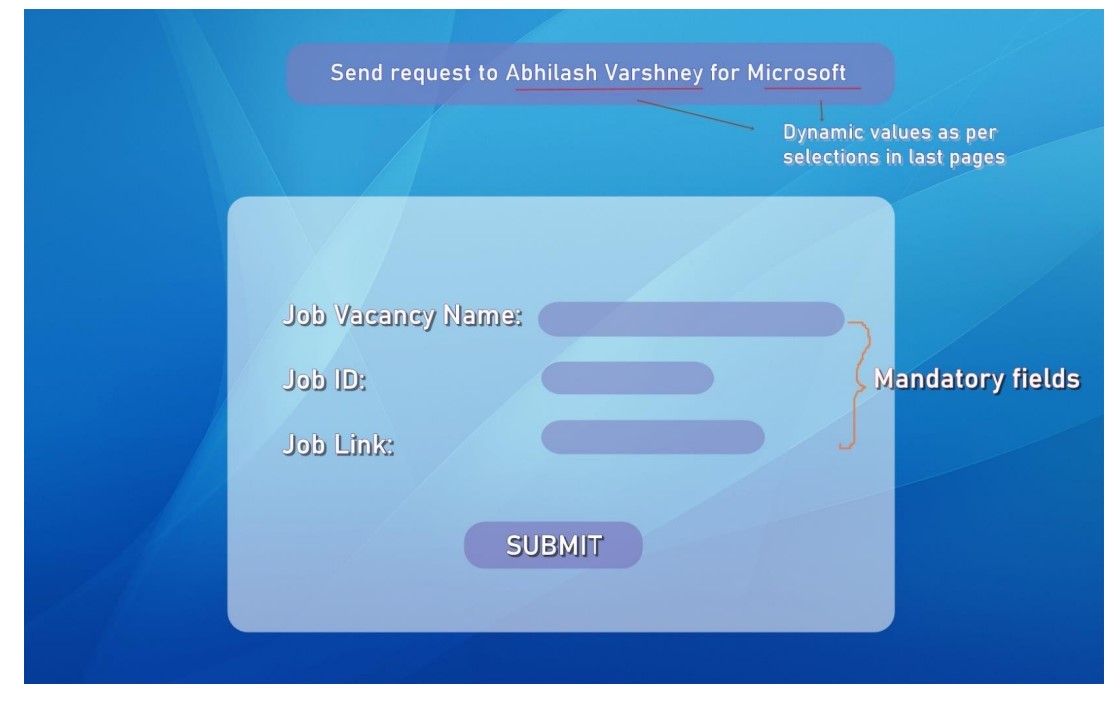 Send request to Abhilash Varshney for Microsoft
Dynamic values as per
selections in last pages
Job Vacancy Name:
Job ID:
Mandatory fields
Job Link:
SUBMIT